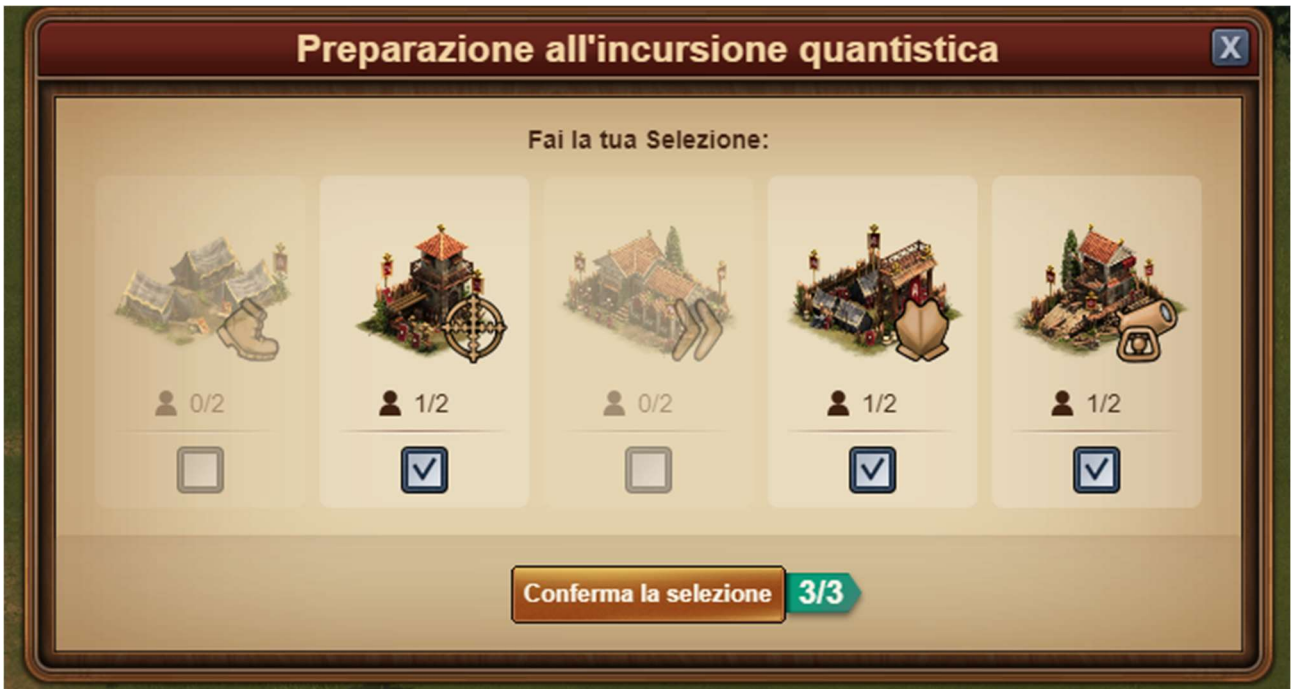 Preparazione all'incursione quantistica
X
Fai la tua Selezione:
0/2 1/2 0/2 1/2 1/2
Conferma la selezione 3/3